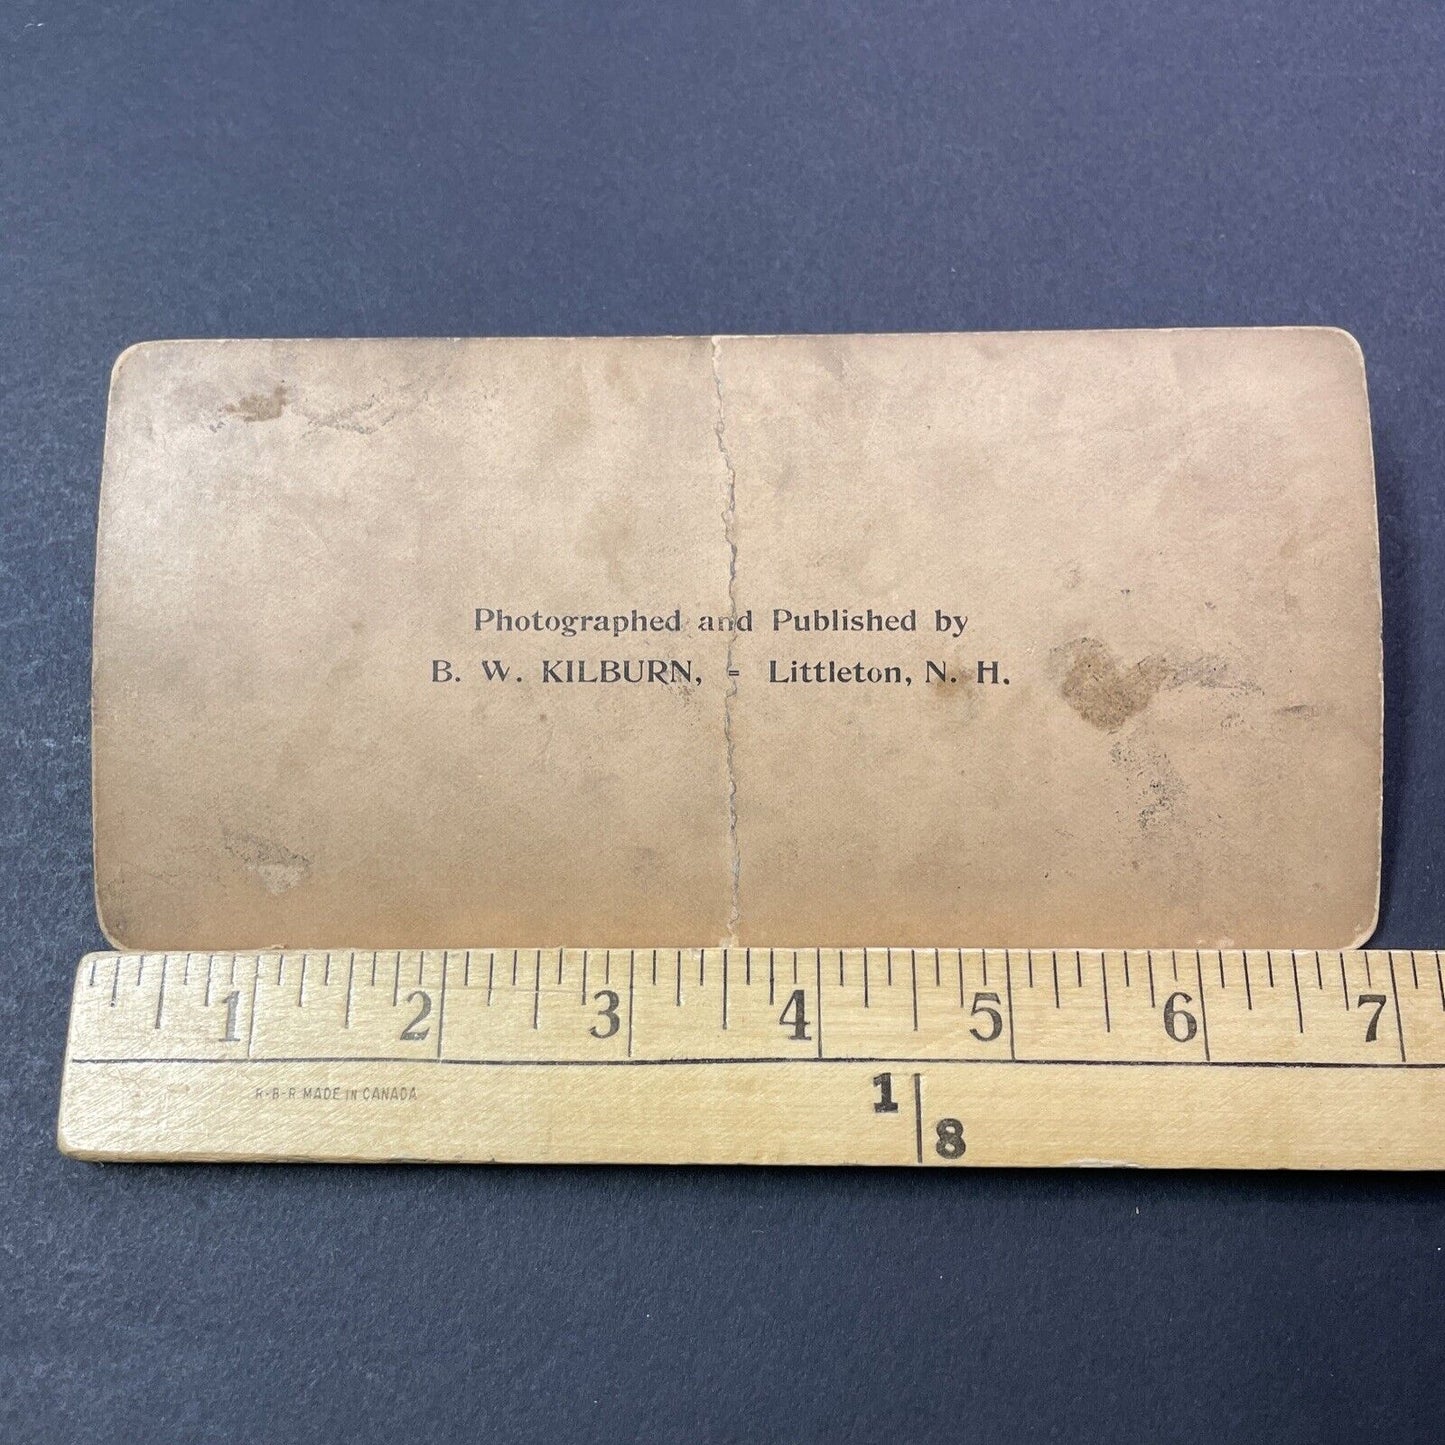 Photographed and Published by
B. W. KILBURN, = Littleton, N. H.
1 2 3 4 5 6 7
R-B-R MADE IN CANADA
1
8